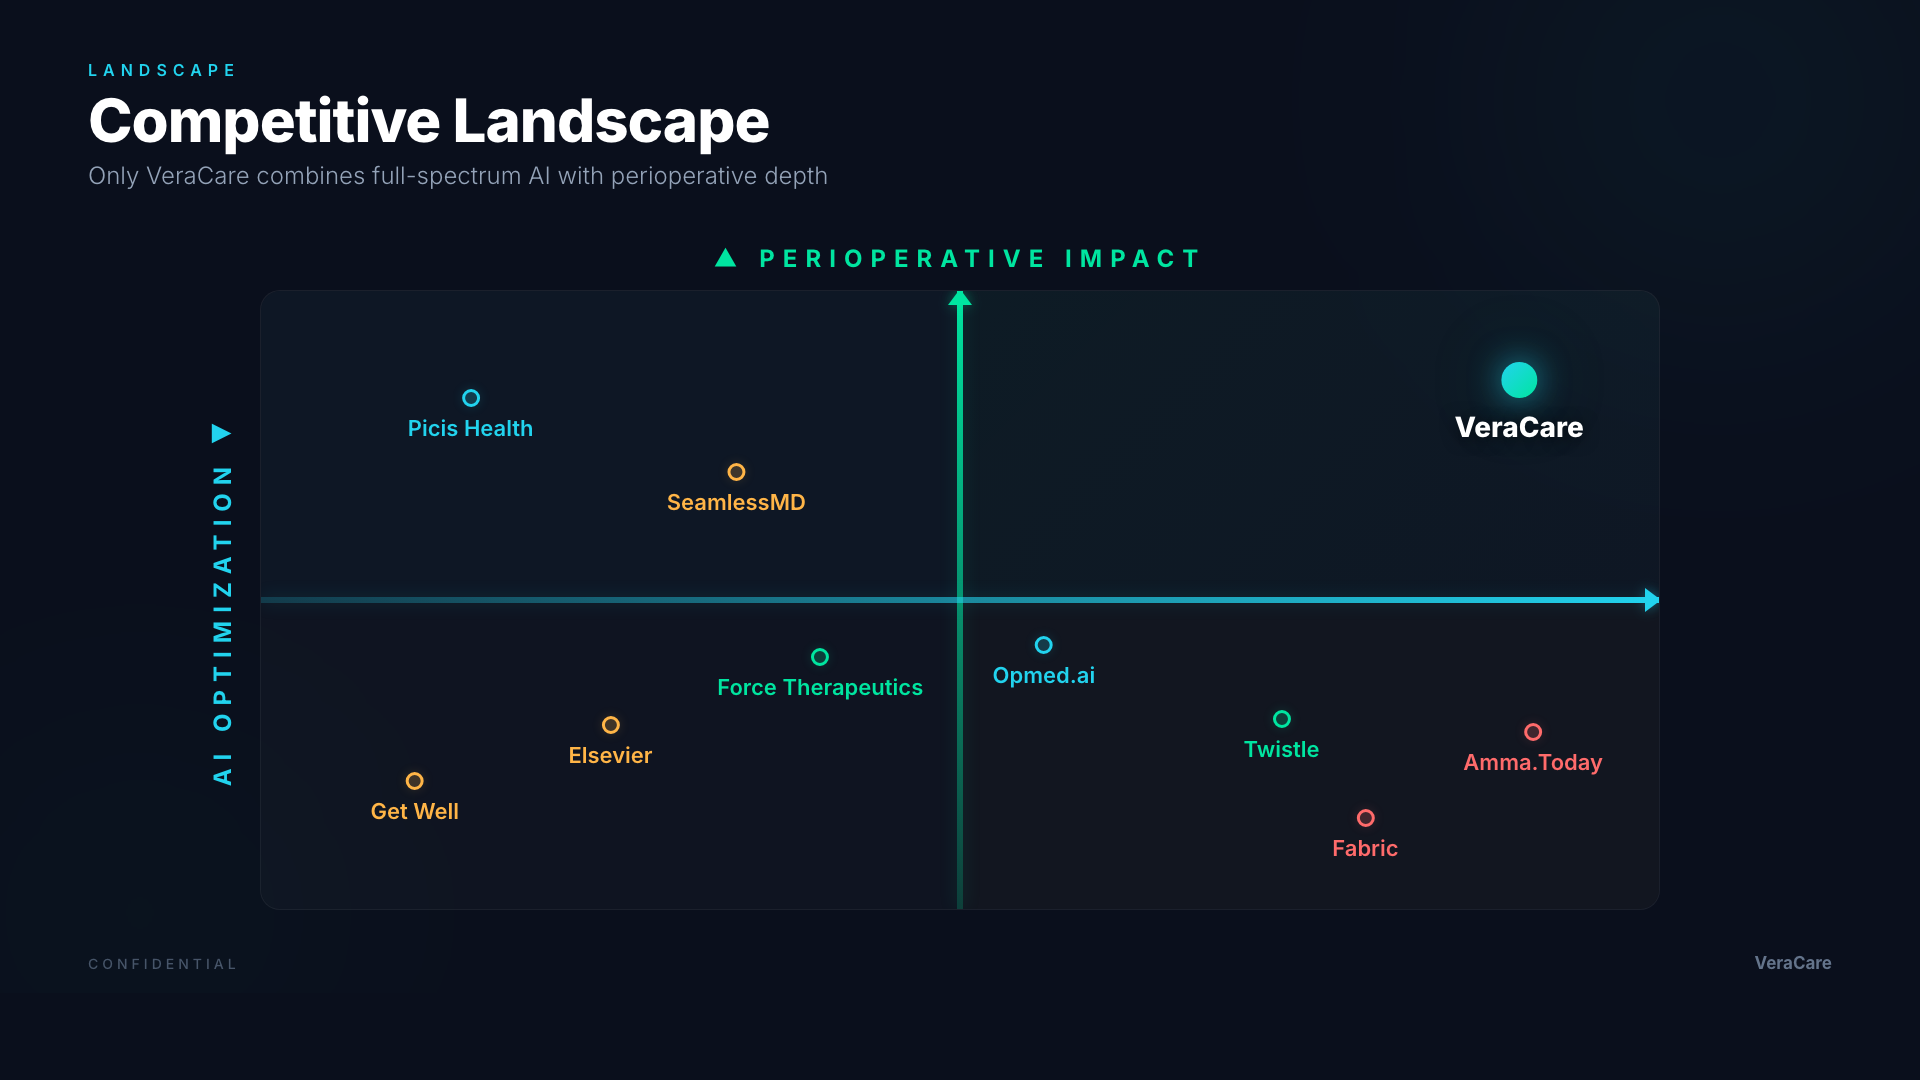 LANDSCAPE
Competitive Landscape
Only VeraCare combines full-spectrum AI with perioperative depth
▲ PERIOPERATIVE IMPACT
AI OPTIMIZATION ▼
Picis Health
SeamlessMD
VeraCare
Force Therapeutics
Opmed.ai
Elsevier
Twistle
Amma.Today
Get Well
Fabric
CONFIDENTIAL
VeraCare